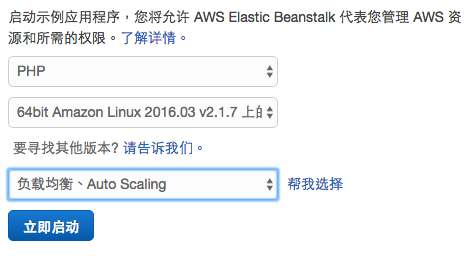 启动示例应用程序，您将允许 AWS Elastic Beanstalk 代表您管理 AWS 资
源和所需的权限。了解详情。
PHP
64bit Amazon Linux 2016.03 v2.1.7 上的
要寻找其他版本? 请告诉我们。
负载均衡、Auto Scaling 帮我选择
立即启动